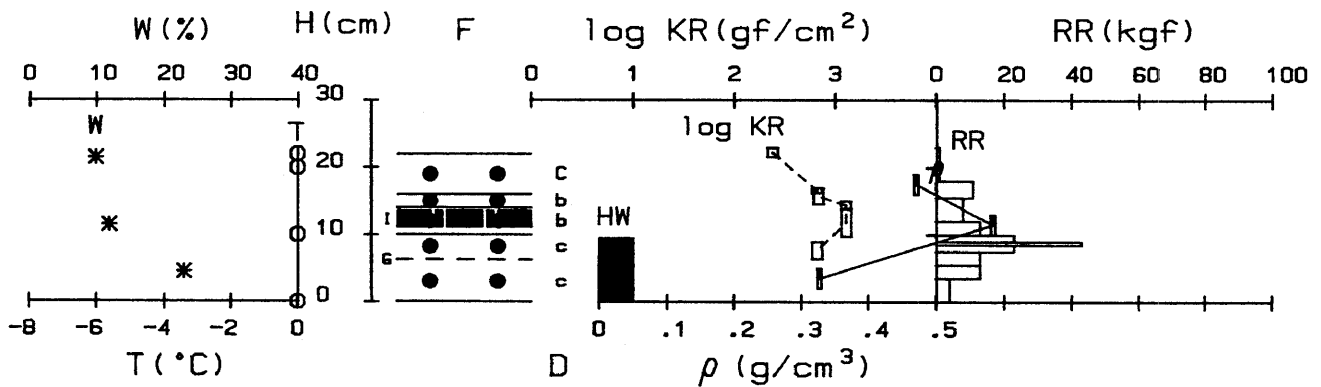 W(%) H(cm) F log KR(gf/cm²) RR(kgf)
0 10 20 30 40 0 1 2 3 0 20 40 60 80 100
30
W T log KR RR
20 C
ρ
b
I b HW
10
c
G
c
0
-8 -6 -4 -2 0 0 .1 .2 .3 .4 .5
T(°C) D ρ(g/cm³)